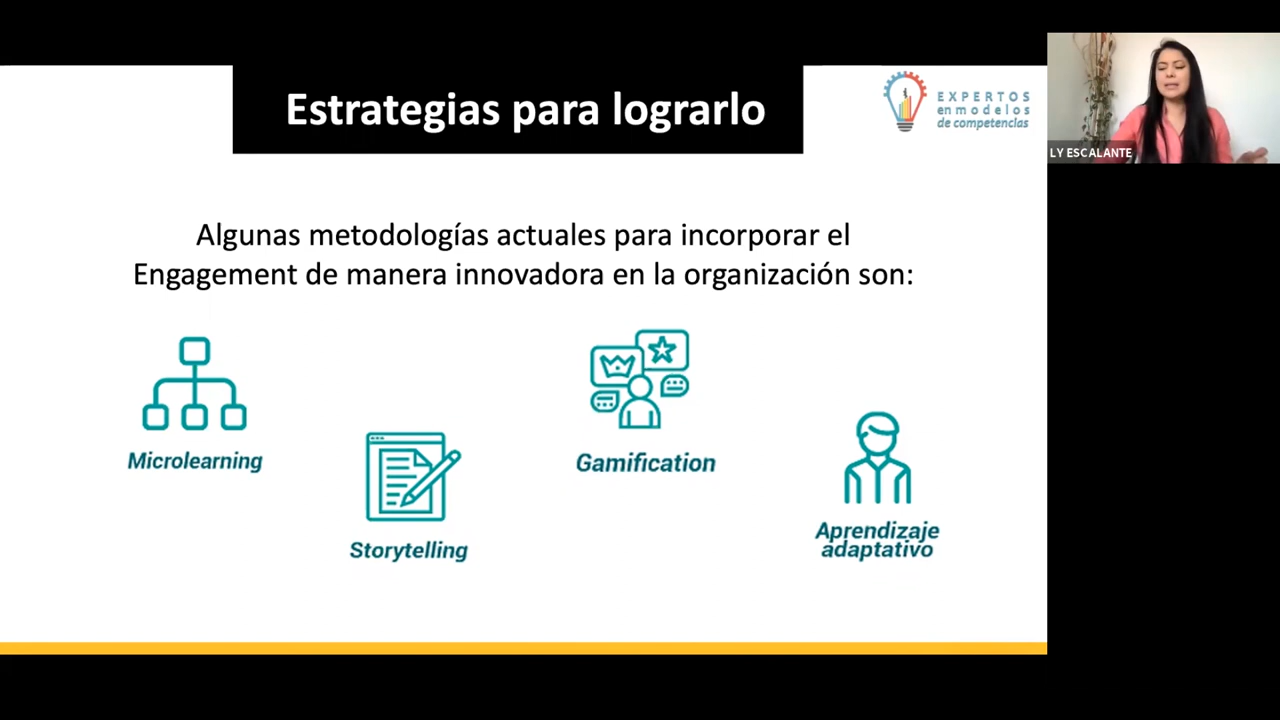 Estrategias para lograrlo
EXPERTOS
en modelos
de competencias
LY ESCALANTE
Algunas metodologías actuales para incorporar el
Engagement de manera innovadora en la organización son:
Microlearning
Storytelling
Gamification
Aprendizaje
adaptativo